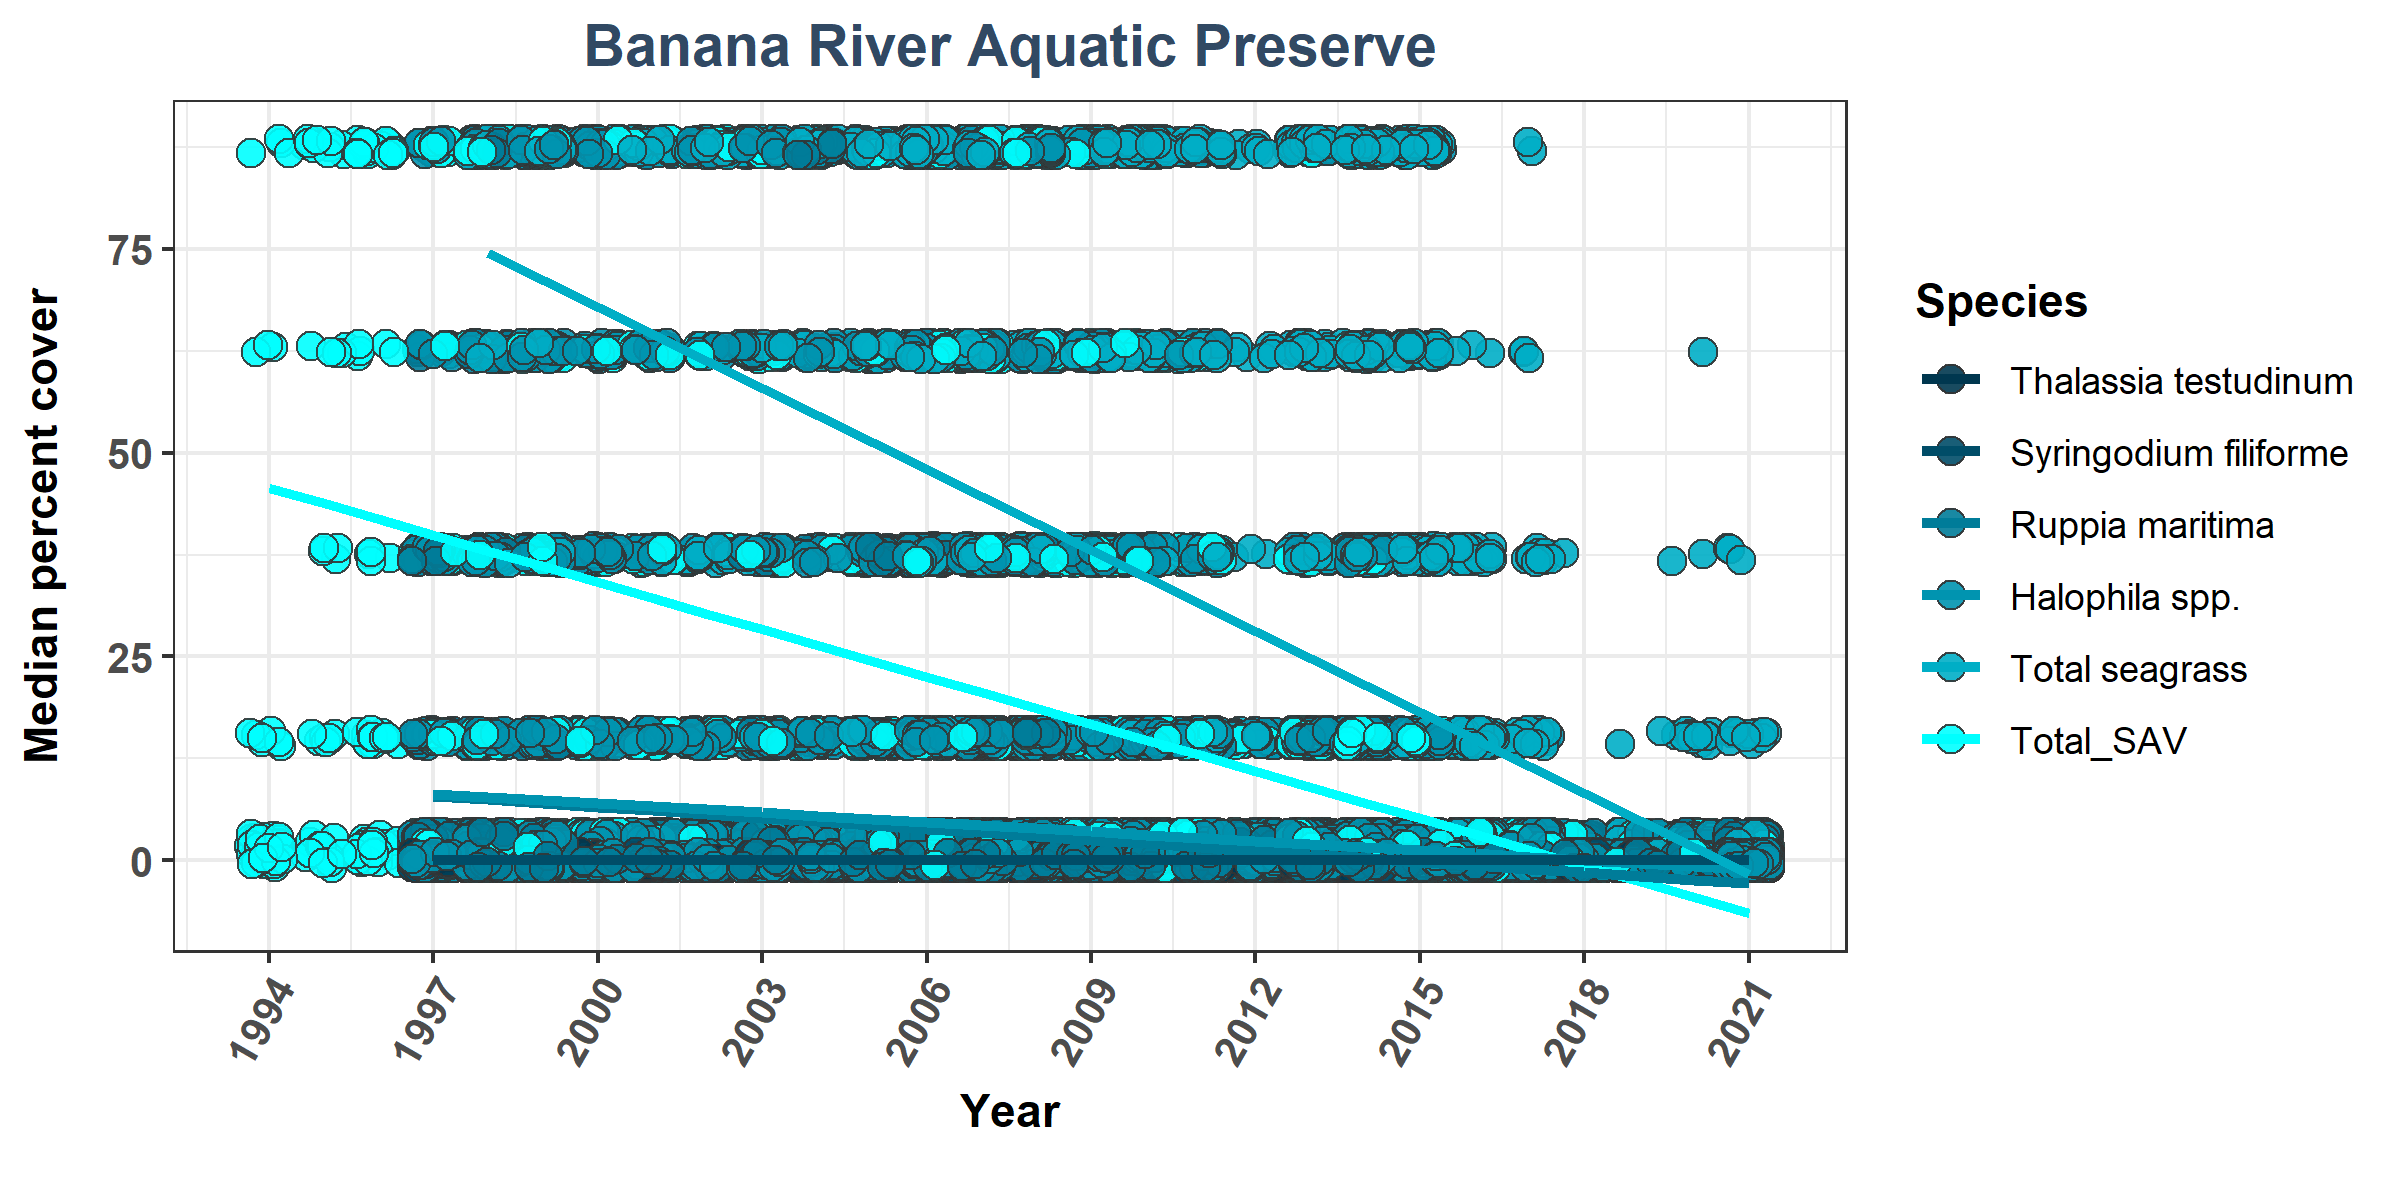 Banana River Aquatic Preserve
Median percent cover
75
50
25
0
1994
1997
2000
2003
2006
2009
2012
2015
2018
2021
Year
Species
Thalassia testudinum
Syringodium filiforme
Ruppia maritima
Halophila spp.
Total seagrass
Total_SAV